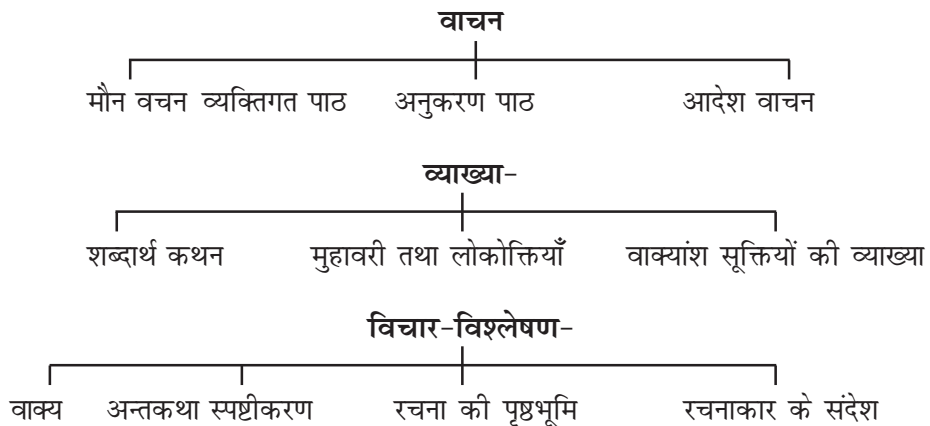 वाचन
मौन वचन व्यक्तिगत पाठ अनुकरण पाठ आदेश वाचन
व्याख्या-
शब्दार्थ कथन मुहावरी तथा लोकोक्तियाँ वाक्यांश सूक्तियों की व्याख्या
विचार-विश्लेषण-
वाक्य अन्तकथा स्पष्टीकरण रचना की पृष्ठभूमि रचनाकार के संदेश